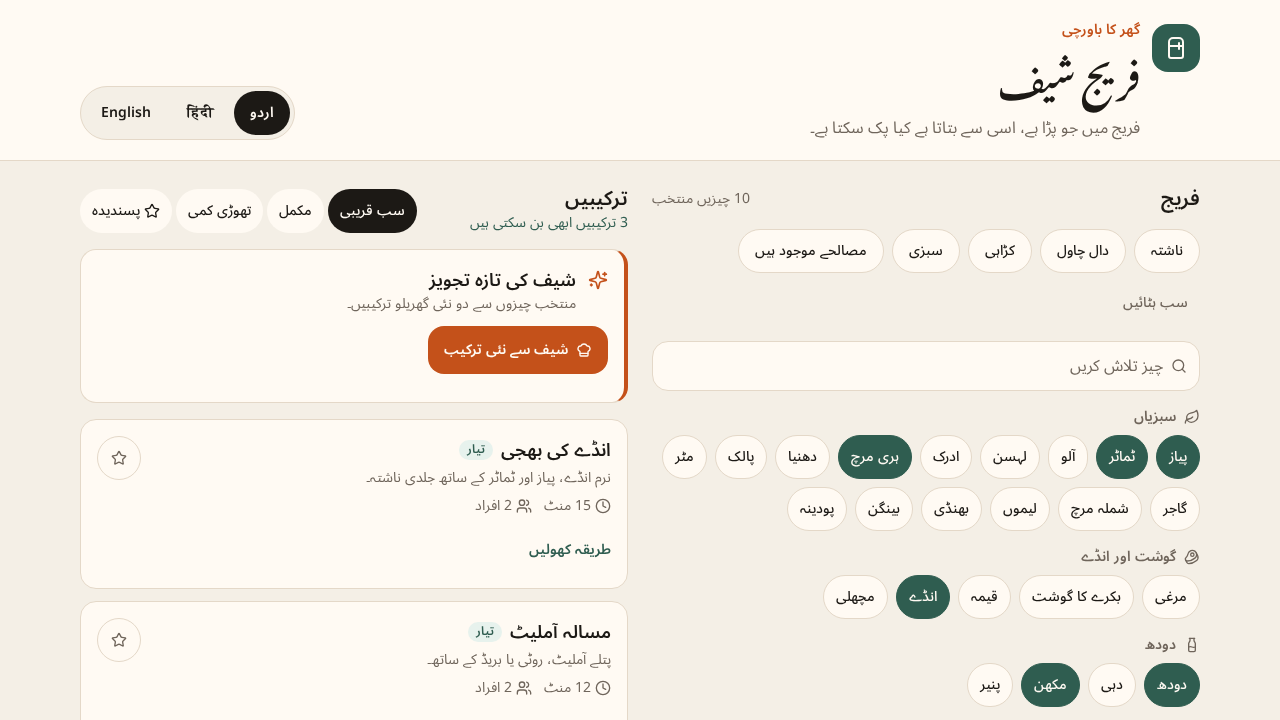 گھر کا باورچی
فریج شیف
فریج میں جو پڑا ہے، اسی سے بتاتا ہے کیا پک سکتا ہے۔
اردو
हिंदी
English
فریج
10 چیزیں منتخب
ناشتہ
دال چاول
کڑاہی
سبزی
مصالحے موجود ہیں
سب ہٹائیں
چیز تلاش کریں
سبزیاں
پیاز
ٹماٹر
آلو
لہسن
ادرک
ہری مرچ
دھنیا
پالک
مٹر
گاجر
شملہ مرچ
لیموں
بھنڈی
بینگن
پودینہ
گوشت اور انڈے
مرغی
بکرے کا گوشت
قیمہ
انڈے
مچھلی
دودھ
دودھ
دہی
مکھن
پنیر
ترکیبیں
3 ترکیبیں ابھی بن سکتی ہیں
سب قریبی
مکمل
تھوڑی کمی
پسندیدہ
شیف کی تازہ تجویز
منتخب چیزوں سے دو نئی گھریلو ترکیبیں۔
شیف سے نئی ترکیب
انڈے کی بھجی
تیار
نرم انڈے، پیاز اور ٹماٹر کے ساتھ جلدی ناشتہ۔
15 منٹ
2 افراد
طریقہ کھولیں
مسالہ آملیٹ
تیار
پتلے آملیٹ، روٹی یا بریڈ کے ساتھ۔
12 منٹ
2 افراد